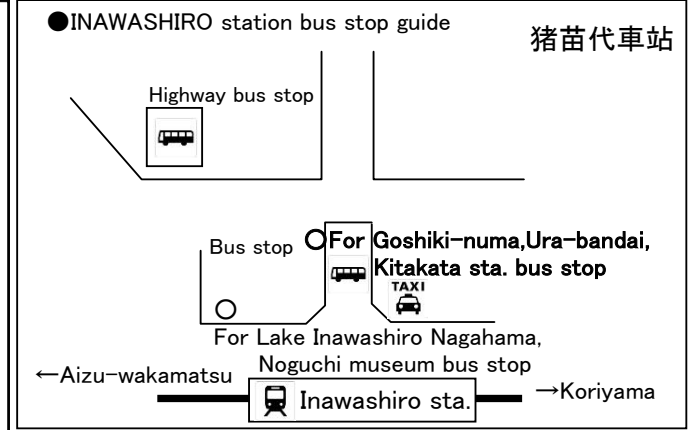 ●INAWASHIRO station bus stop guide
猪苗代車站
Highway bus stop
Bus stop
For Goshiki-numa,Ura-bandai,
Kitakata sta. bus stop
TAXI
For Lake Inawashiro Nagahama,
Noguchi museum bus stop
←Aizu-wakamatsu
→Koriyama
Inawashiro sta.